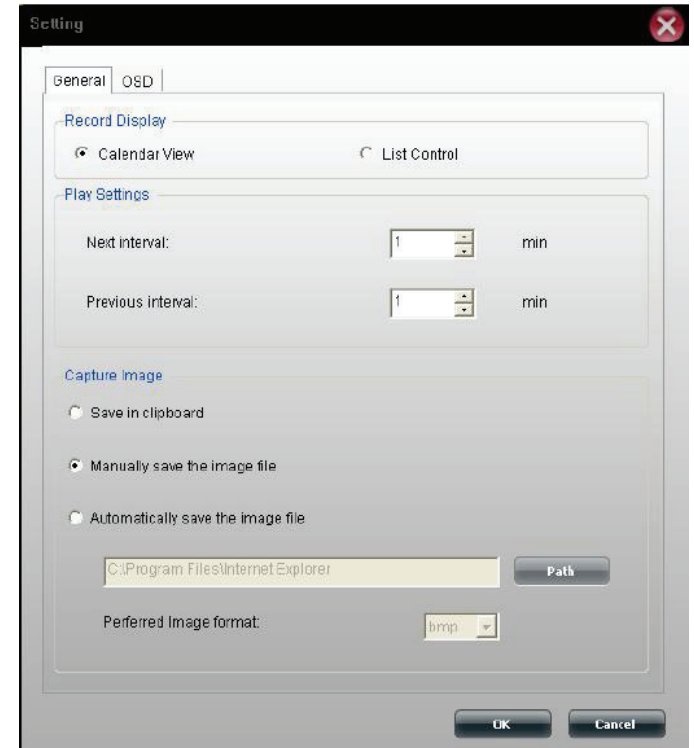 Setting
General OSD
Record Display
Calendar View List Control
Play Settings
Next interval: 1 min
Previous interval: 1 min
Capture Image
Save in clipboard
Manually save the image file
Automatically save the image file
C:\Program Files\Internet Explorer Path
Perferred Image format: bmp
OK Cancel